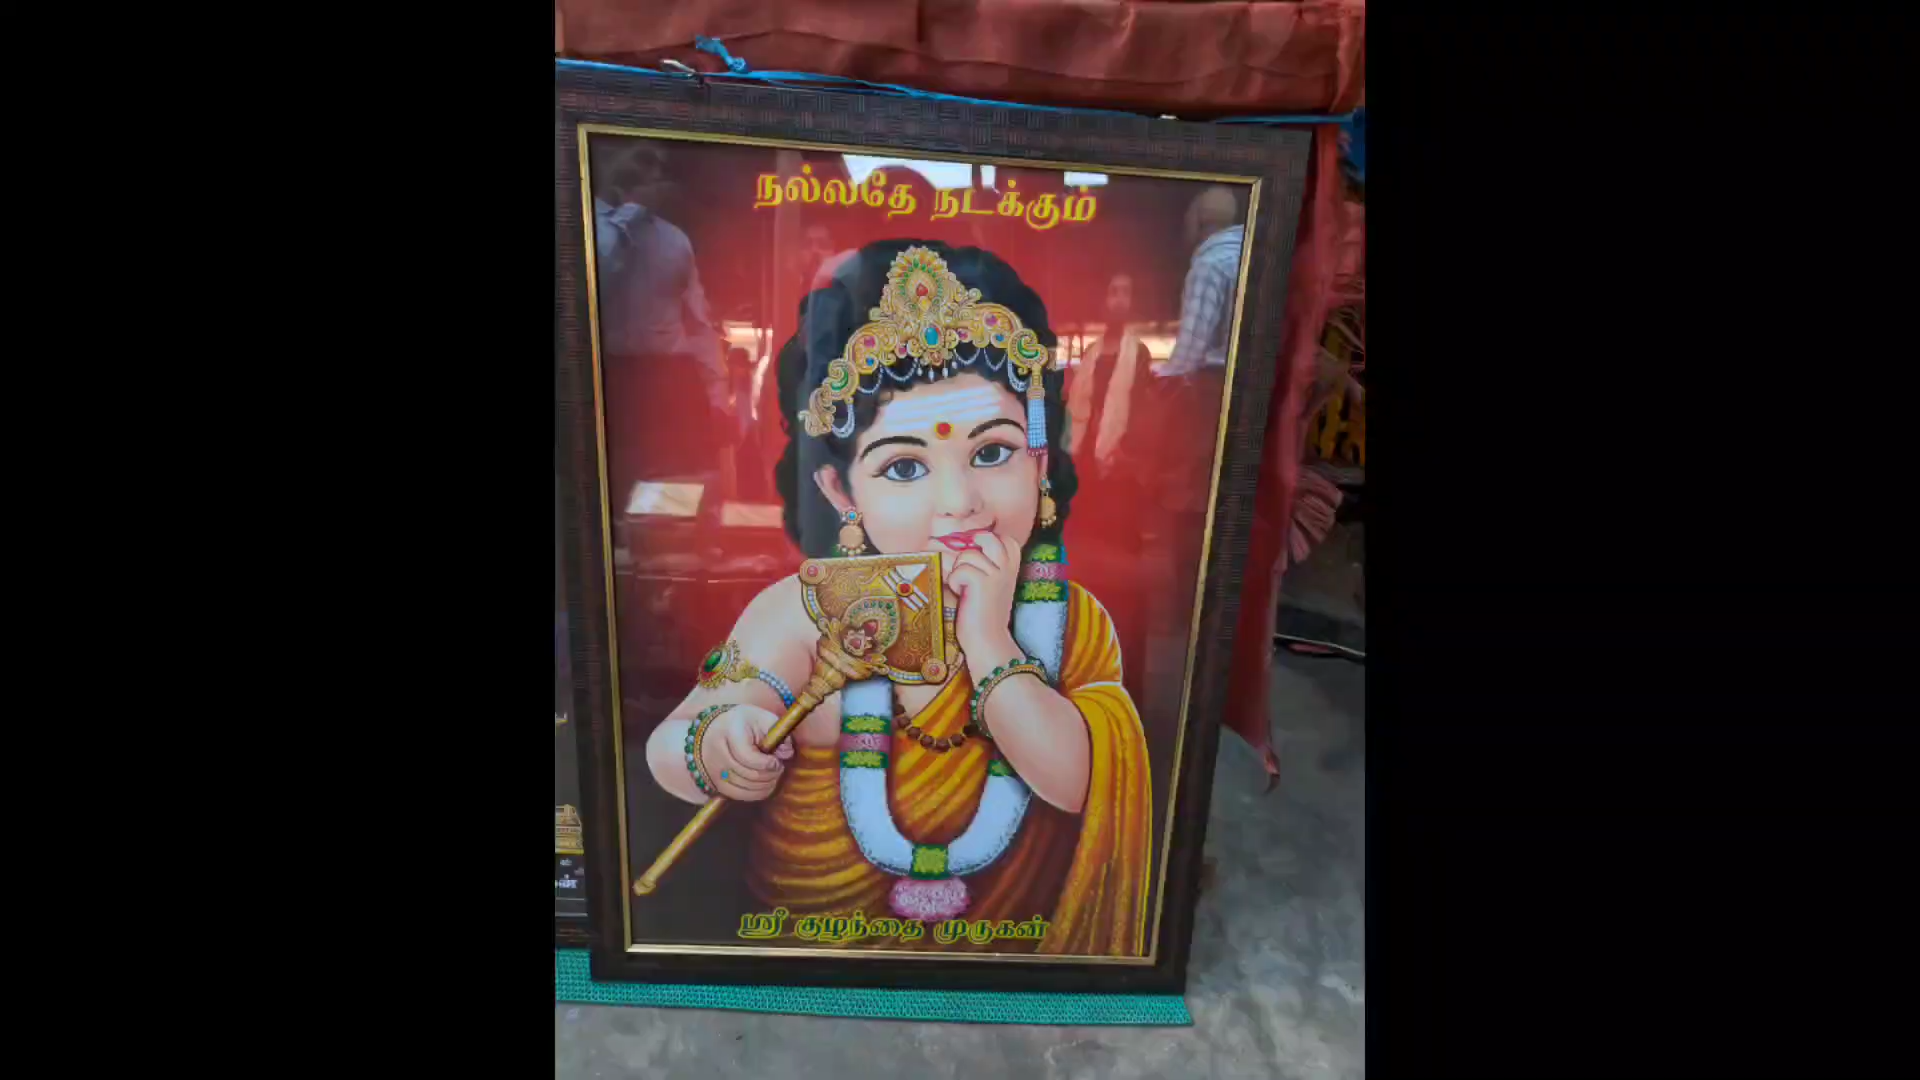 நல்லதே நடக்கும்
ஸ்ரீ குழந்தை முருகன்